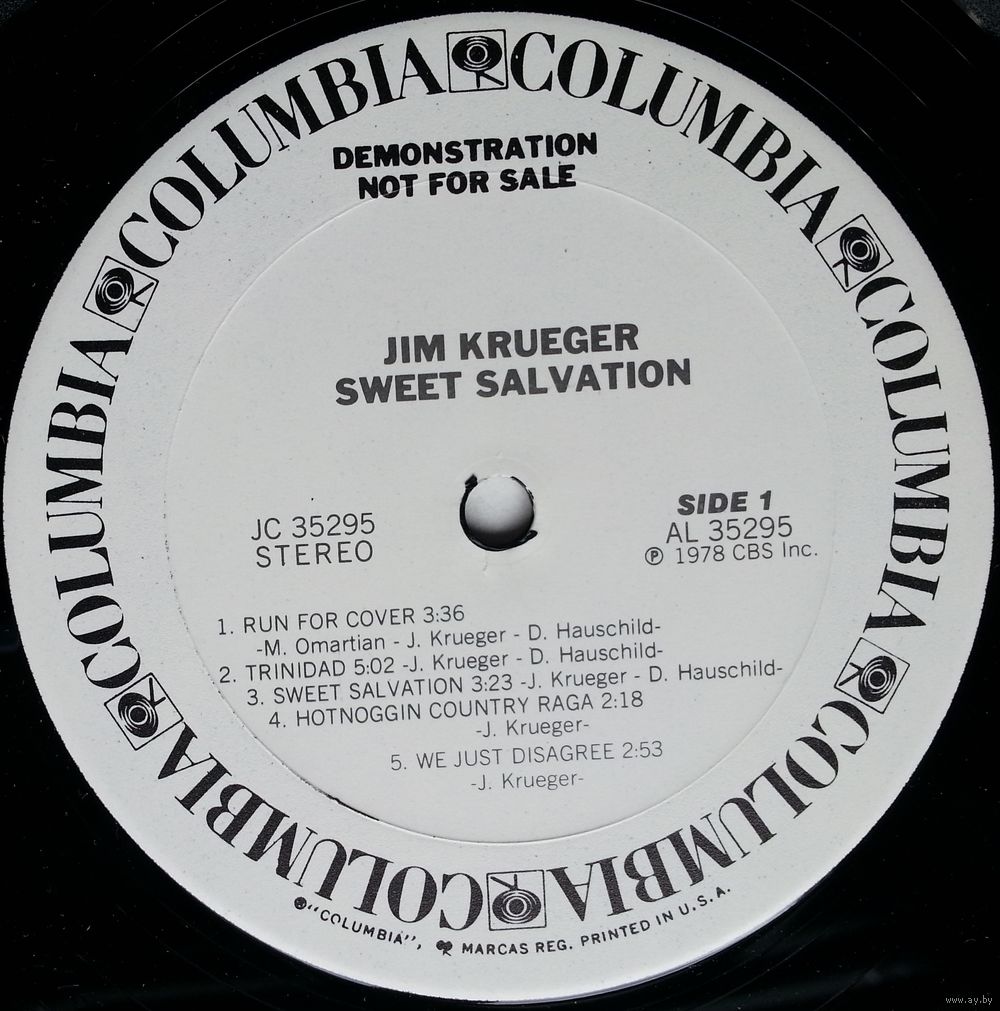 COLUMBIA COLUMBIA COLUMBIA COLUMBIA COLUMBIA COLUMBIA COLUMBIA COLUMBIA
DEMONSTRATION
NOT FOR SALE
JIM KRUEGER
SWEET SALVATION
JC 35295
STEREO
SIDE 1
AL 35295
℗ 1978 CBS Inc.
1. RUN FOR COVER 3:36
-M. Omartian - J. Krueger - D. Hauschild-
2. TRINIDAD 5:02 -J. Krueger - D. Hauschild-
3. SWEET SALVATION 3:23 -J. Krueger - D. Hauschild-
4. HOTNOGGIN COUNTRY RAGA 2:18
-J. Krueger-
5. WE JUST DISAGREE 2:53
-J. Krueger-
®"COLUMBIA", MARCAS REG. PRINTED IN U.S.A.
www.ay.by